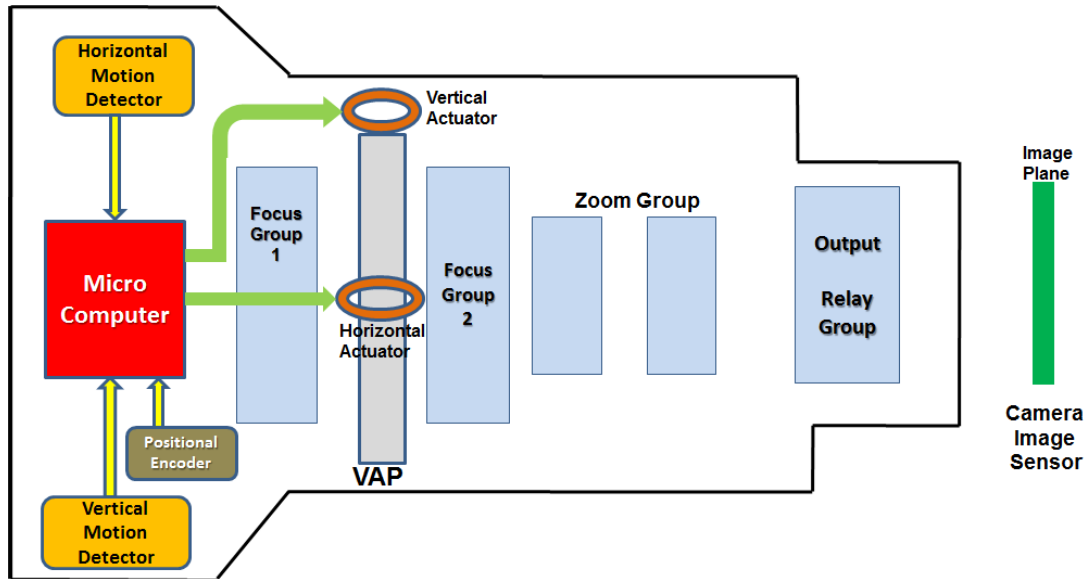 Horizontal
Motion
Detector
Vertical
Actuator
Focus
Group
1
Micro
Computer
Horizontal
Actuator
Focus
Group
2
Zoom Group
Output
Relay
Group
Image
Plane
Positional
Encoder
VAP
Camera
Image
Sensor
Vertical
Motion
Detector